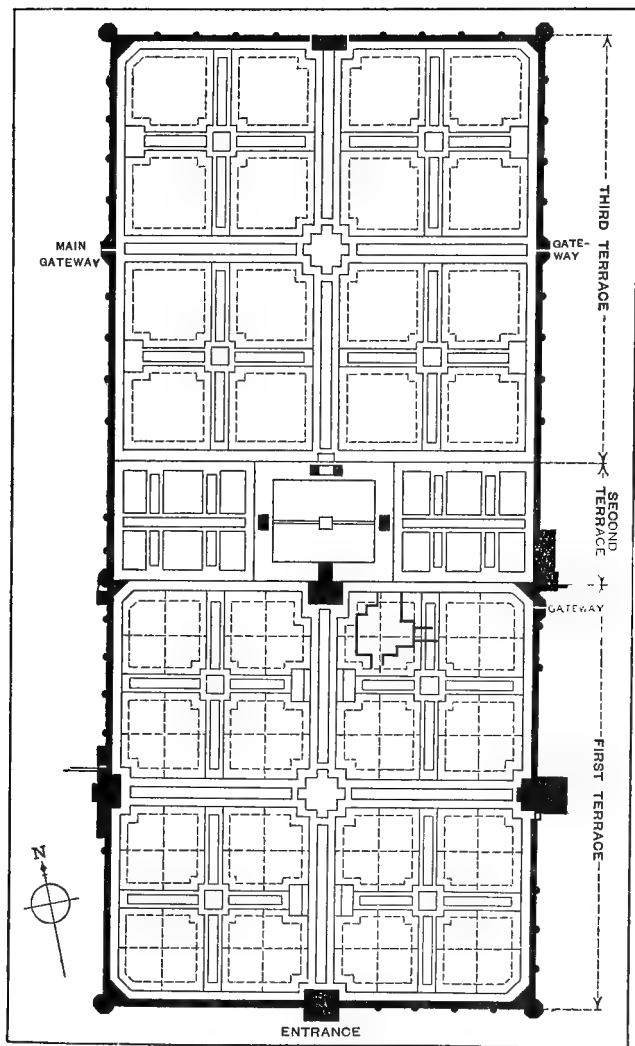 THIRD TERRACE
MAIN
GATEWAY
GATE-
WAY
SECOND
TERRACE
GATEWAY
FIRST TERRACE
N
ENTRANCE